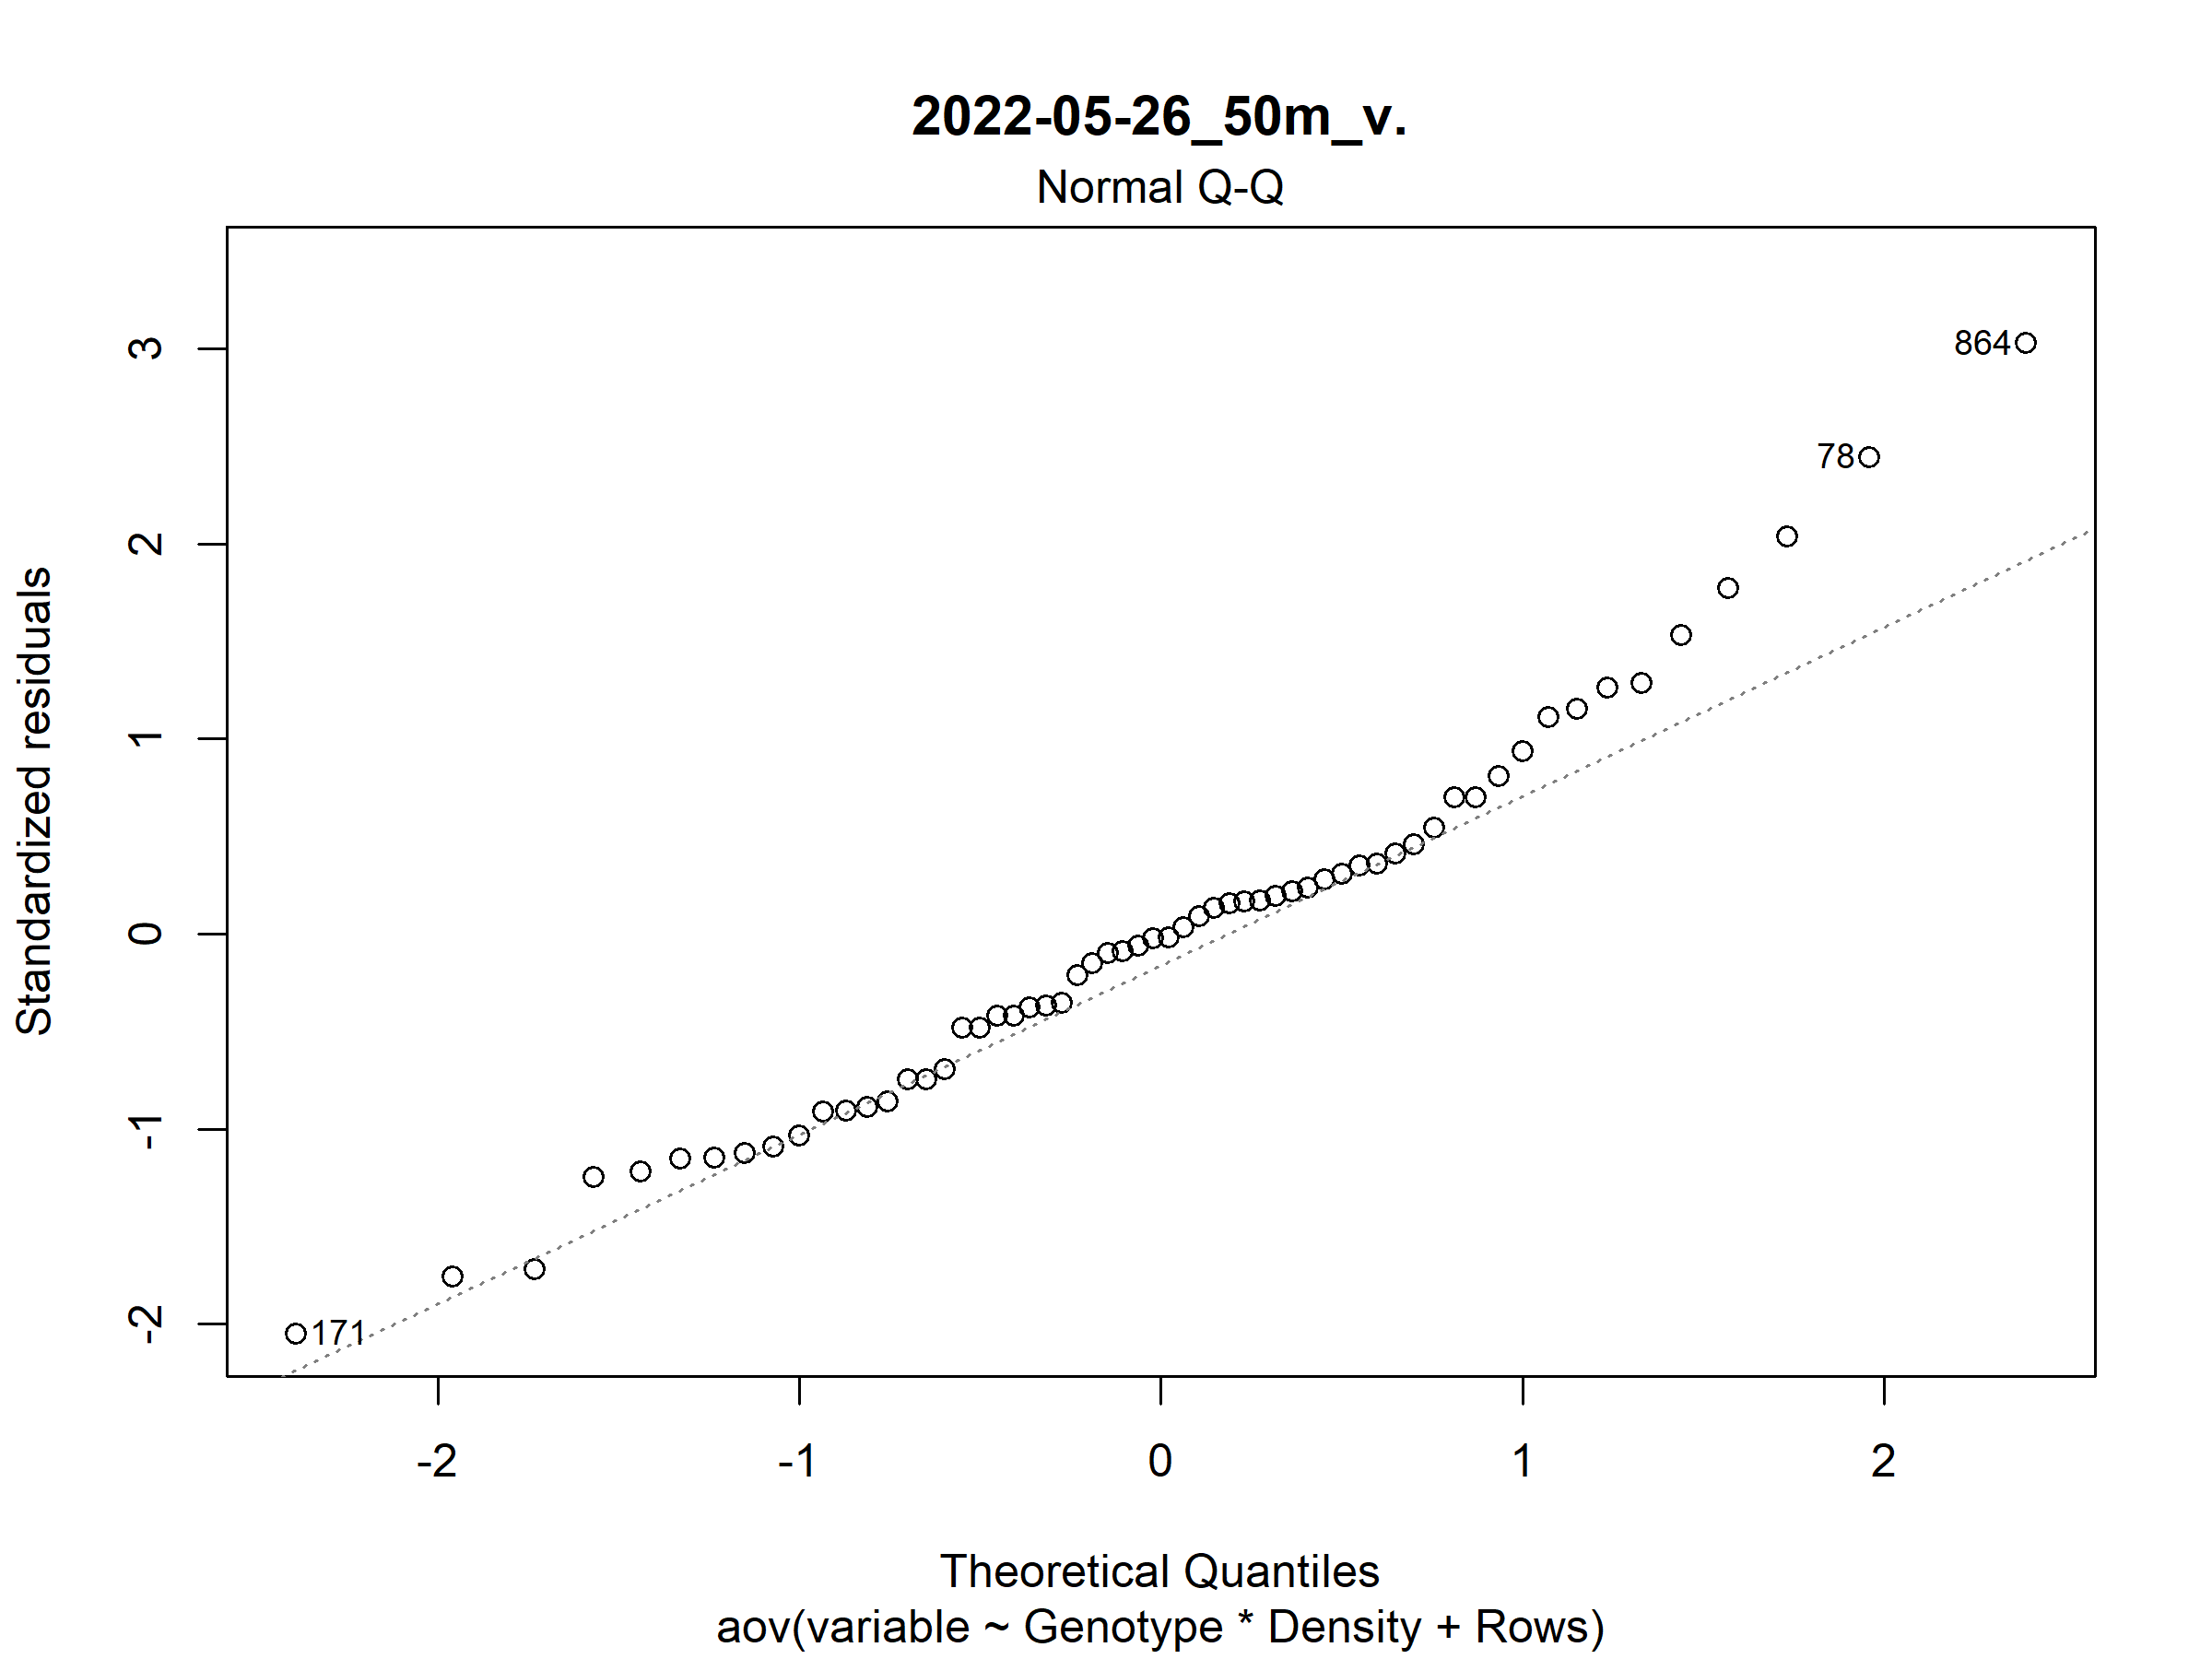 2022-05-26_50m_v.
Normal Q-Q
Standardized residuals
3
2
1
0
-1
-2
864
78
171
-2 -1 0 1 2
Theoretical Quantiles
aov(variable ~ Genotype * Density + Rows)